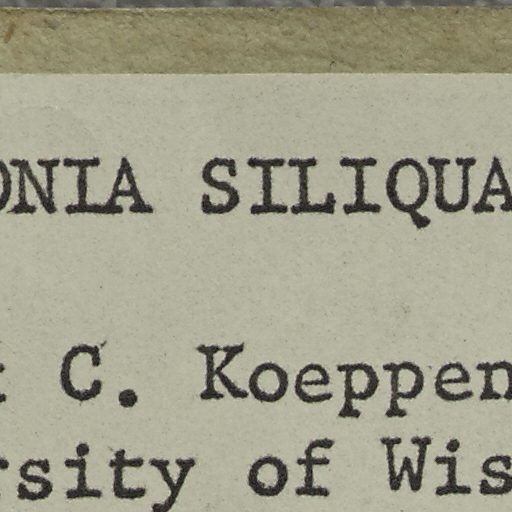 ONIA SILIQUA
C. Koeppen
rsity of Wis